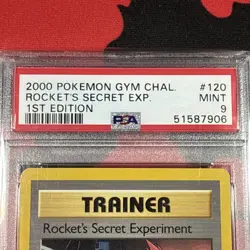 2000 POKEMON GYM CHAL. #120
ROCKET'S SECRET EXP. MINT
1ST EDITION 9
PSA 51587906
TRAINER
Rocket's Secret Experiment